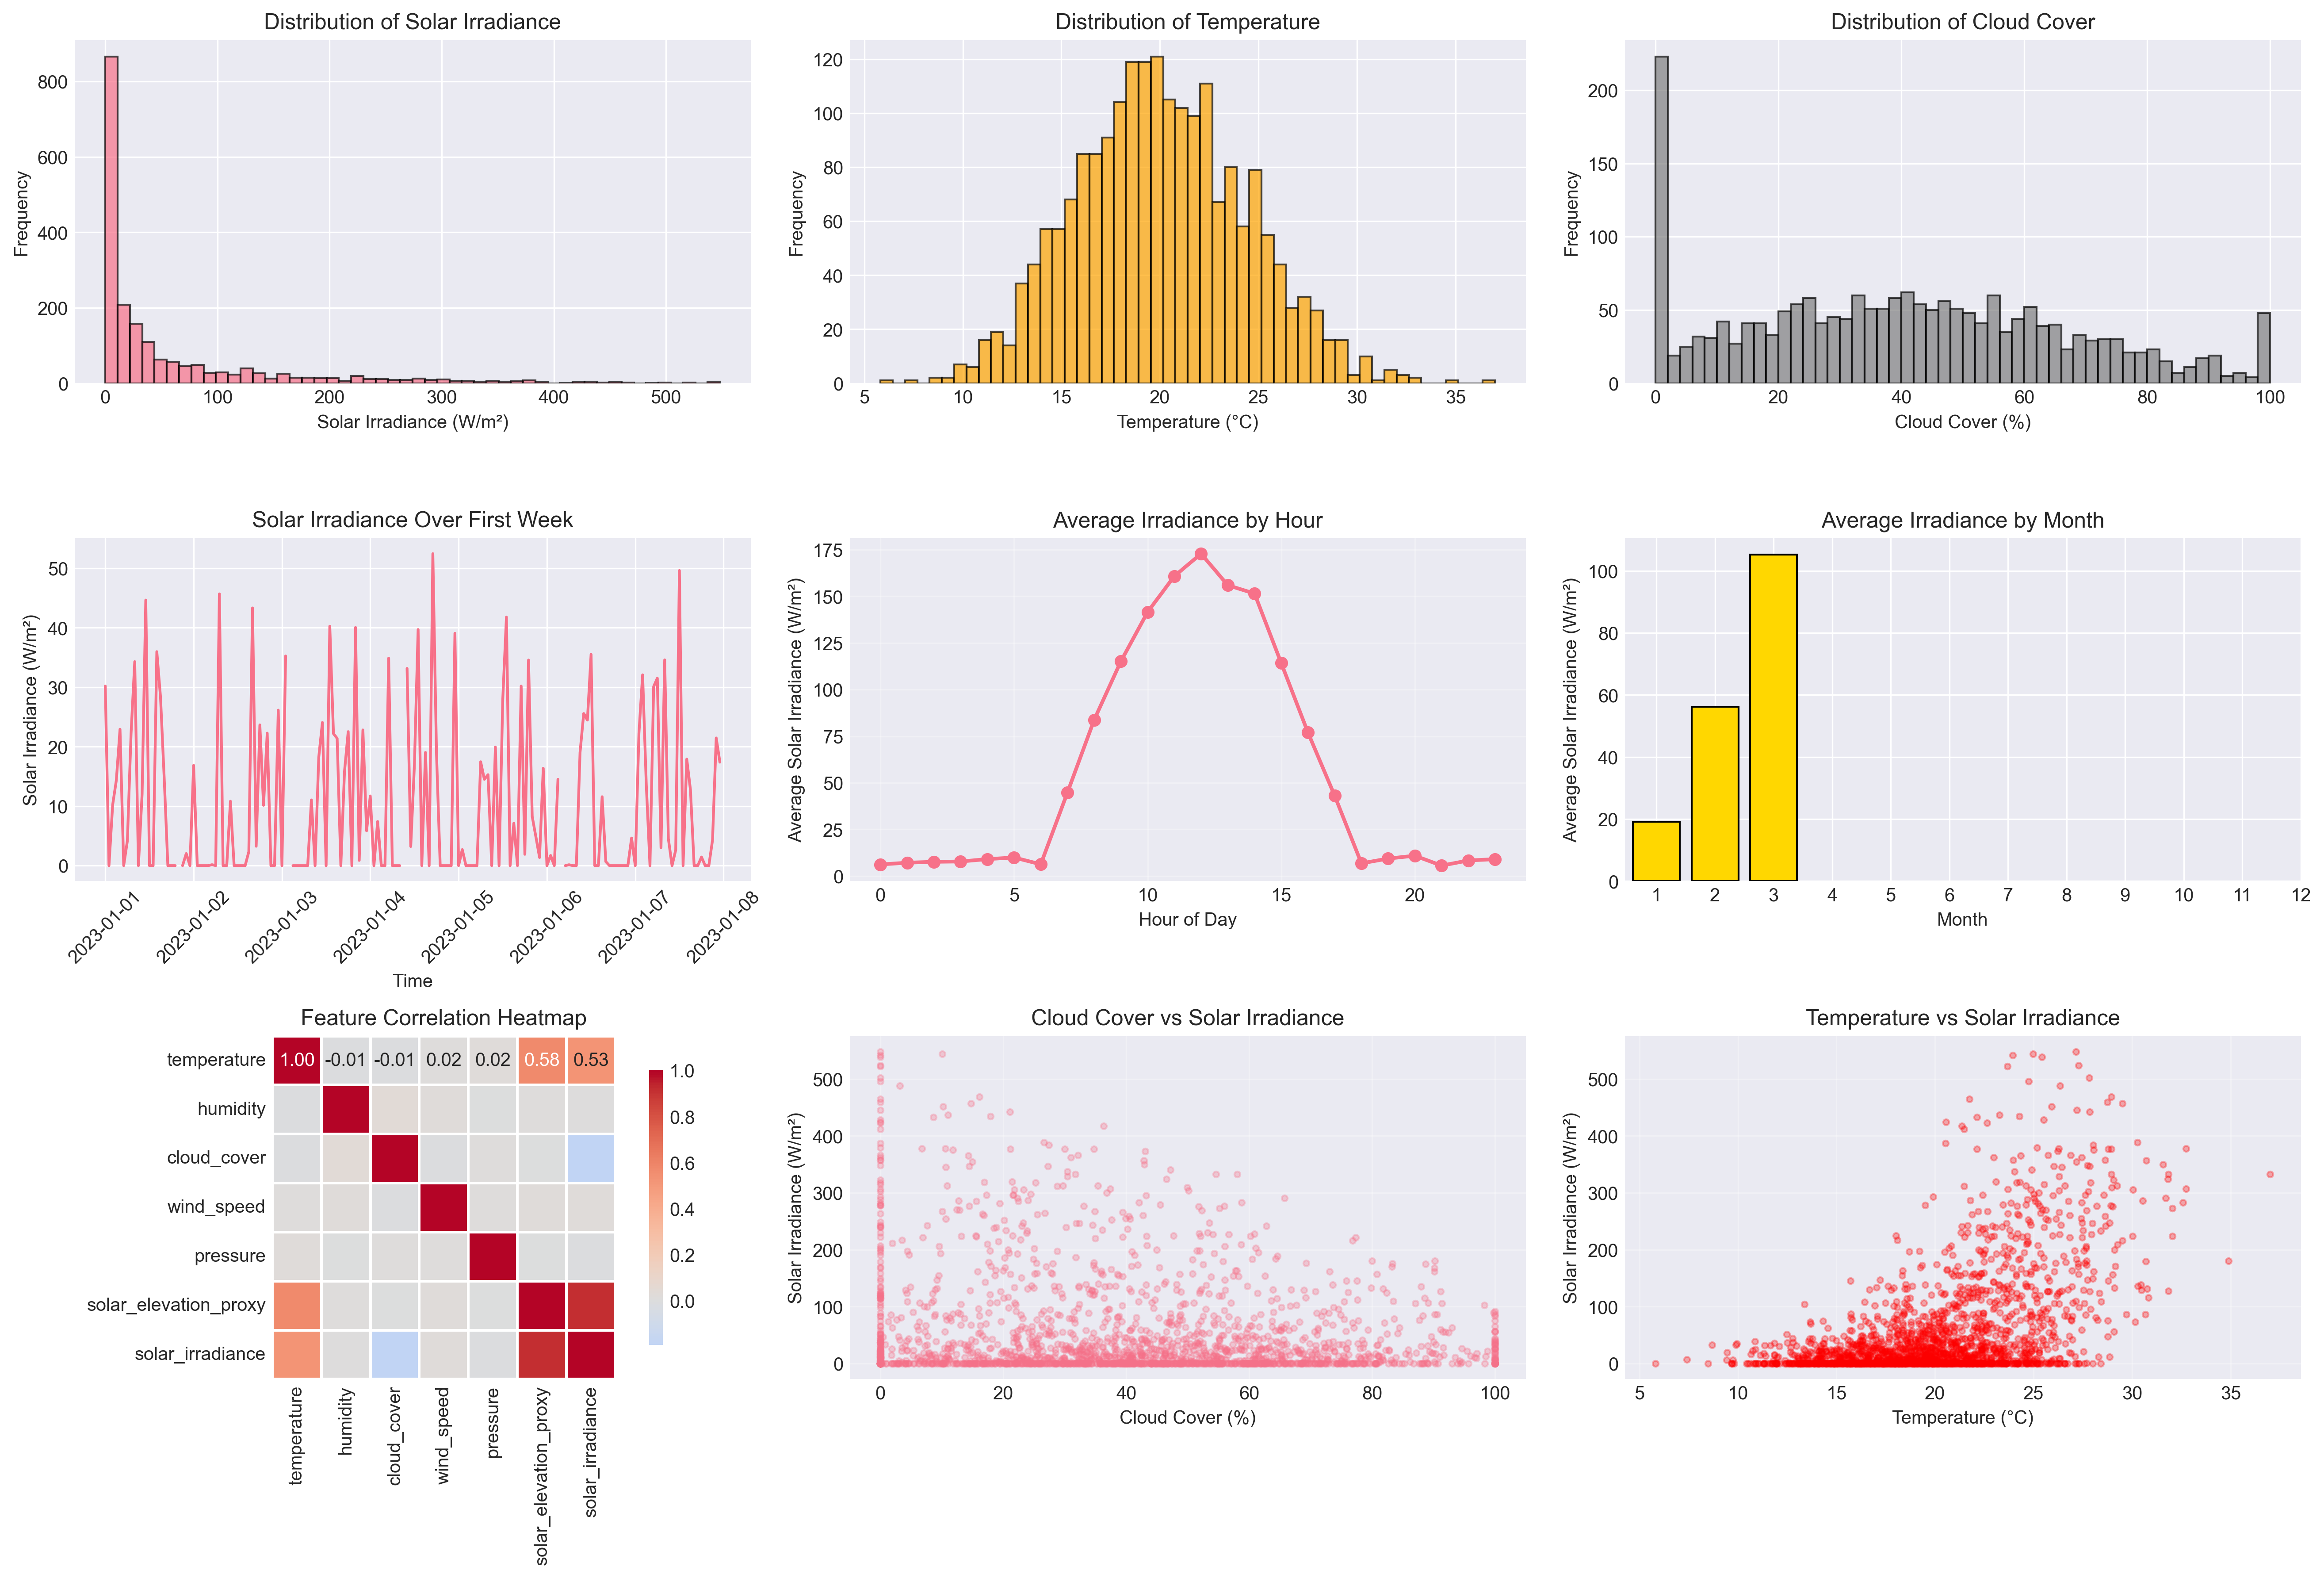 Distribution of Solar Irradiance
800
600
400
200
0
Frequency
0 100 200 300 400 500
Solar Irradiance (W/m²)
Distribution of Temperature
120
100
80
60
40
20
0
Frequency
5 10 15 20 25 30 35
Temperature (°C)
Distribution of Cloud Cover
200
150
100
50
0
Frequency
0 20 40 60 80 100
Cloud Cover (%)
Solar Irradiance Over First Week
50
40
30
20
10
0
Solar Irradiance (W/m²)
2023-01-01 2023-01-02 2023-01-03 2023-01-04 2023-01-05 2023-01-06 2023-01-07 2023-01-08
Time
Average Irradiance by Hour
175
150
125
100
75
50
25
0
Average Solar Irradiance (W/m²)
0 5 10 15 20
Hour of Day
Average Irradiance by Month
100
80
60
40
20
0
Average Solar Irradiance (W/m²)
1 2 3 4 5 6 7 8 9 10 11 12
Month
Feature Correlation Heatmap
temperature 1.00 -0.01 -0.01 0.02 0.02 0.58 0.53
humidity
cloud_cover
wind_speed
pressure
solar_elevation_proxy
solar_irradiance
temperature humidity cloud_cover wind_speed pressure solar_elevation_proxy solar_irradiance
1.0
0.8
0.6
0.4
0.2
0.0
Cloud Cover vs Solar Irradiance
500
400
300
200
100
0
Solar Irradiance (W/m²)
0 20 40 60 80 100
Cloud Cover (%)
Temperature vs Solar Irradiance
500
400
300
200
100
0
Solar Irradiance (W/m²)
5 10 15 20 25 30 35
Temperature (°C)